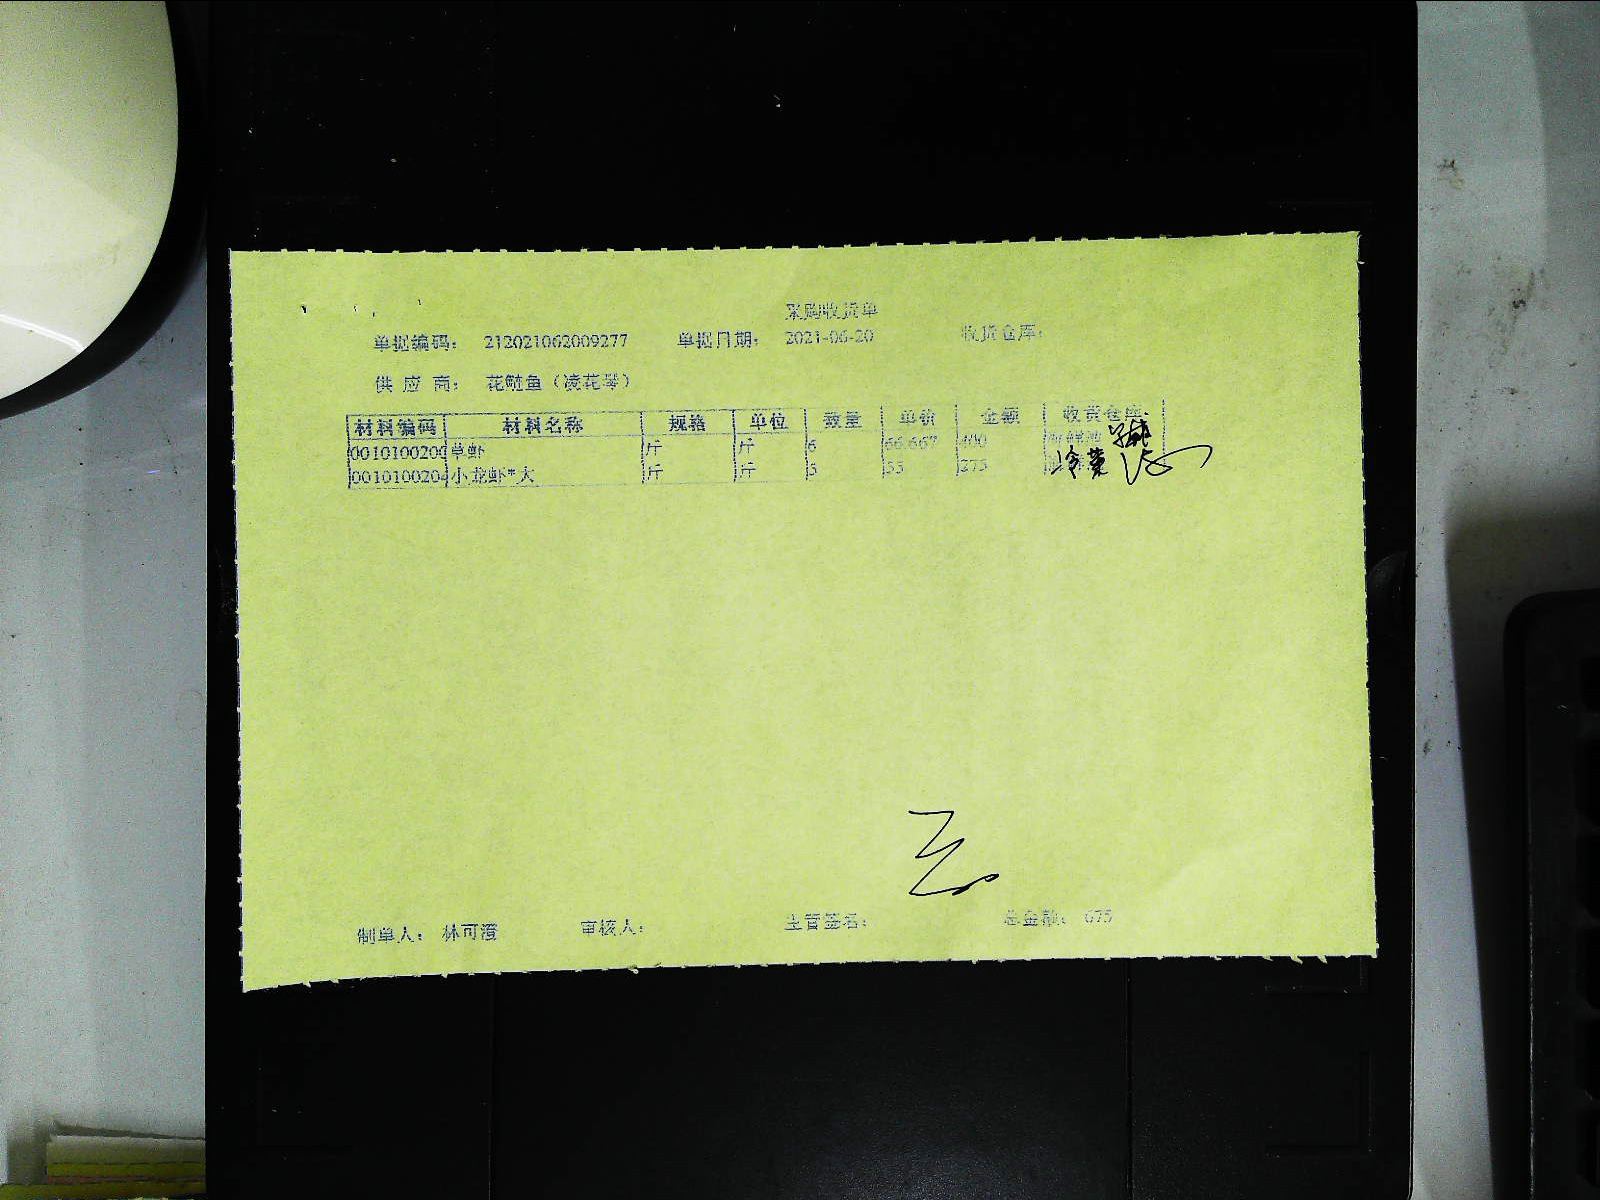 采购收货单
单据编码： 212021062009277 单据日期： 2021-06-20 收货仓库：
供 应 商： 花鲢鱼（凌花琴）
材料编码 材料名称 规格 单位 数量 单价 金额 收货仓库
0010100200 草虾 斤 斤 6 66.667 400
001010020 小龙虾*大 斤 斤 5 55 275
制单人： 林可澄 审核人： 主管签名： 总金额： 675